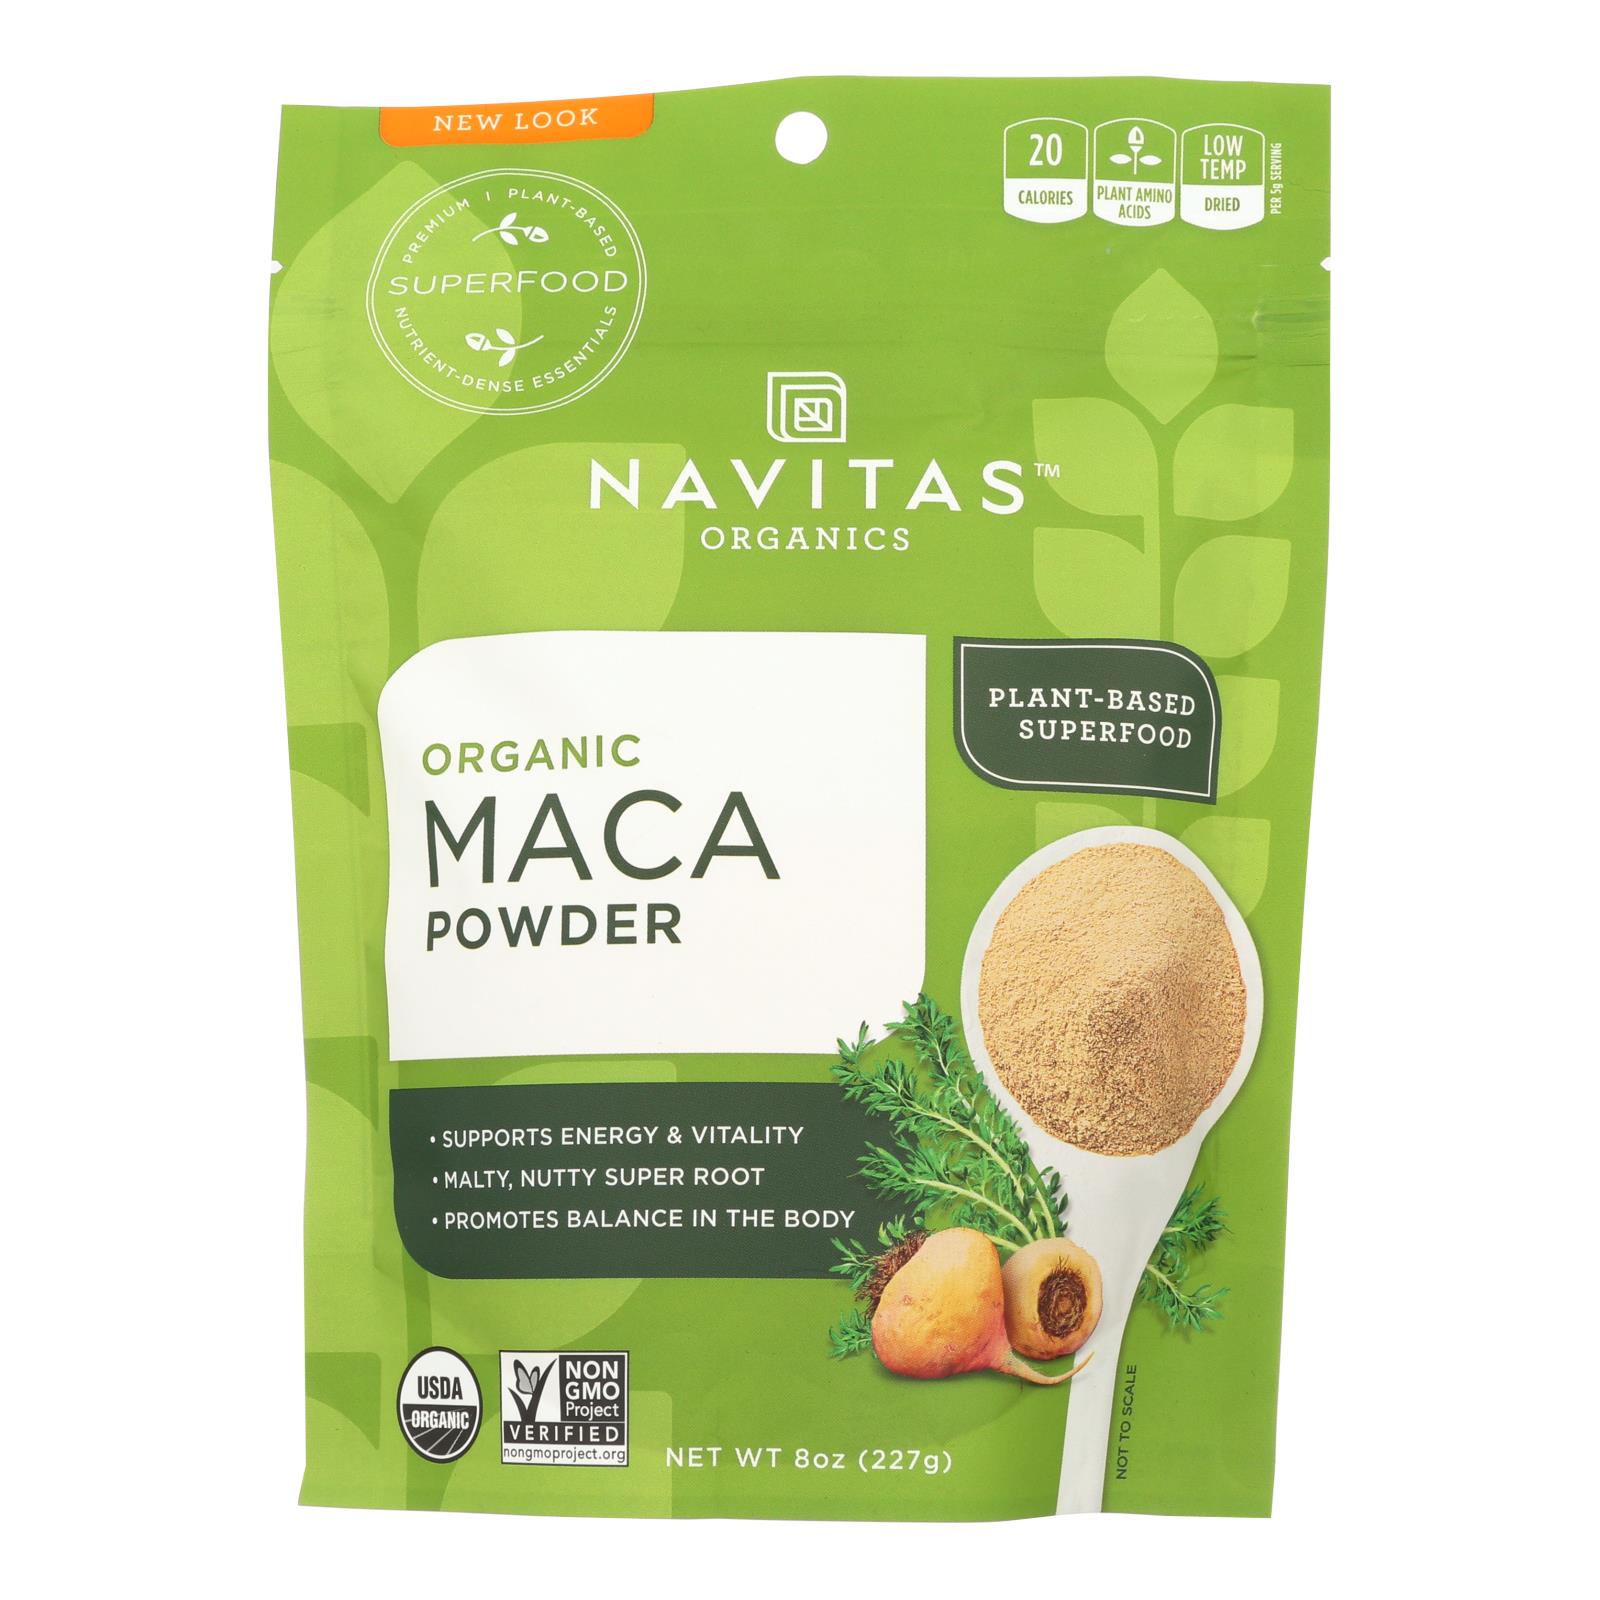 NEW LOOK
PREMIUM | PLANT-BASED
SUPERFOOD
NUTRIENT-DENSE ESSENTIALS
20
CALORIES
PLANT AMINO
ACIDS
LOW
TEMP
DRIED
PER 5g SERVING
NAVITAS™
ORGANICS
PLANT-BASED
SUPERFOOD
ORGANIC
MACA
POWDER
• SUPPORTS ENERGY & VITALITY
• MALTY, NUTTY SUPER ROOT
• PROMOTES BALANCE IN THE BODY
USDA
ORGANIC
NON
GMO
Project
VERIFIED
nongmoproject.org
NET WT 8oz (227g)
NOT TO SCALE